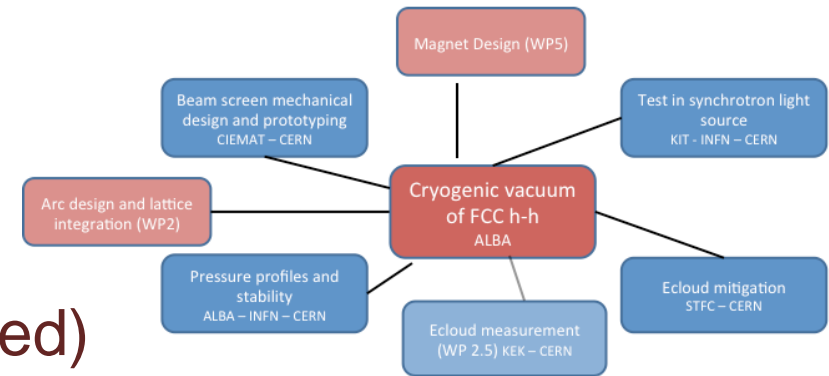 Magnet Design (WP5)
Beam screen mechanical
design and prototyping
CIEMAT – CERN
Test in synchrotron light
source
KIT - INFN – CERN
Arc design and lattice
integration (WP2)
Cryogenic vacuum
of FCC h-h
ALBA
Pressure profiles and
stability
ALBA – INFN – CERN
Ecloud mitigation
STFC – CERN
Ecloud measurement
(WP 2.5) KEK – CERN
ed)